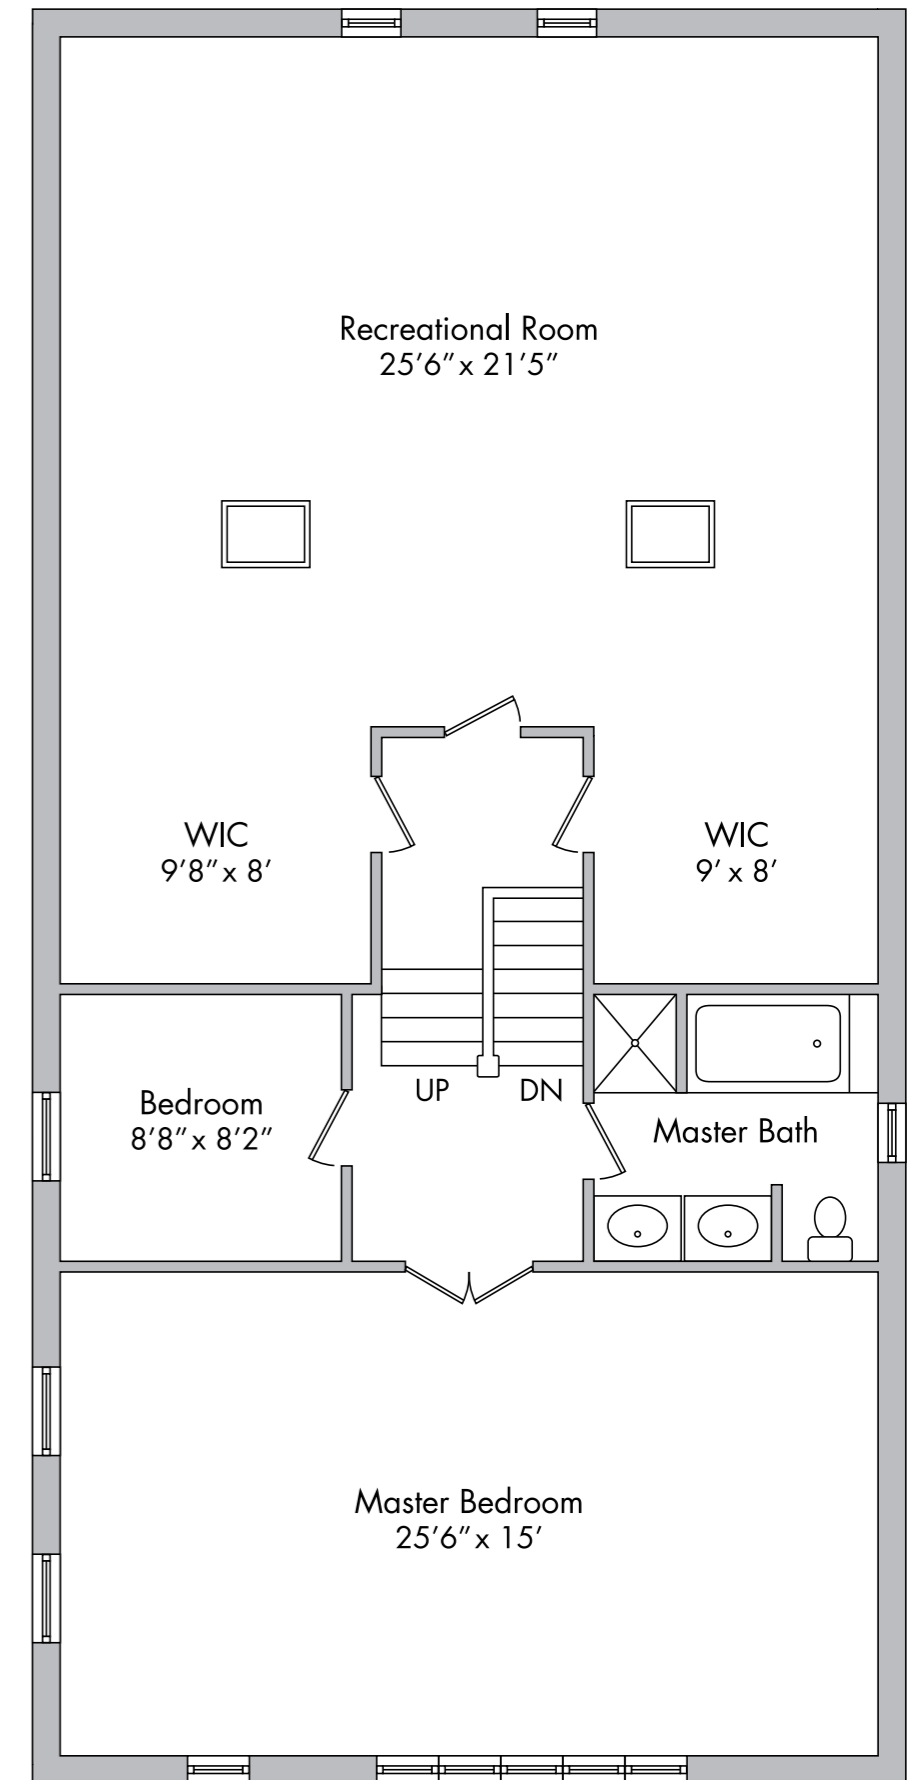 Recreational Room
25’6” x 21’5”
WIC
9’8” x 8’
WIC
9’ x 8’
UP
DN
Bedroom
8’8” x 8’2”
Master Bath
Master Bedroom
25’6” x 15’